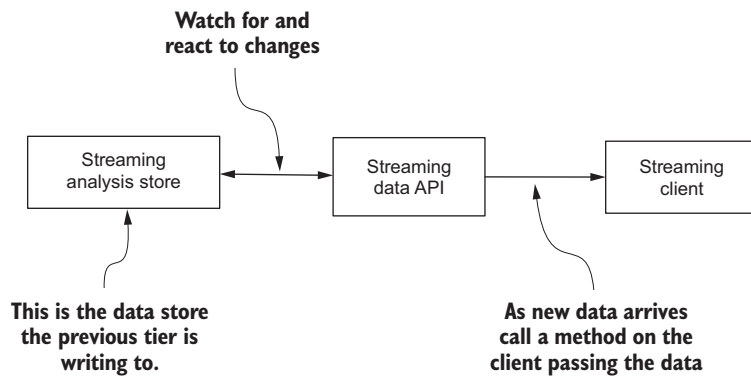 Watch for and
react to changes
Streaming
analysis store
Streaming
data API
Streaming
client
This is the data store
the previous tier is
writing to.
As new data arrives
call a method on the
client passing the data